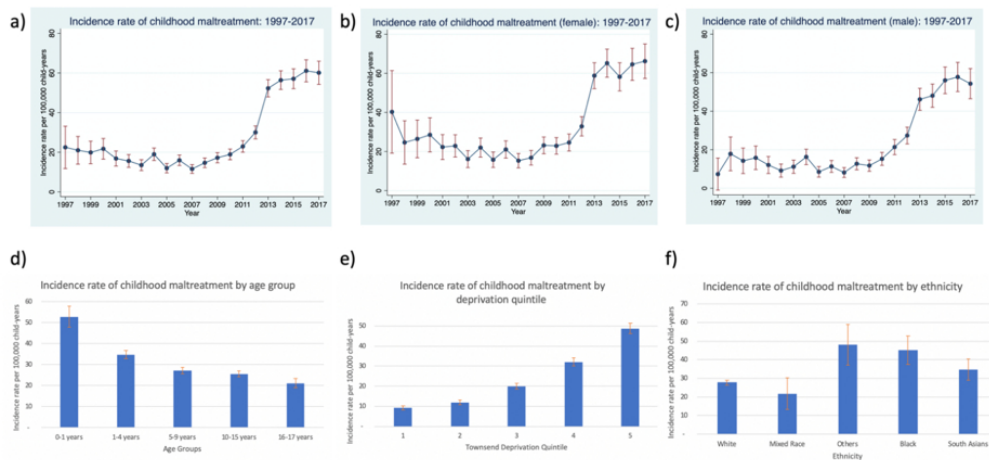 a)
Incidence rate of childhood maltreatment: 1997-2017
Incidence rate per 100,000 child-years
80
60
40
20
0
1997
1999
2001
2003
2005
2007
2009
2011
2013
2015
2017
Year
b)
Incidence rate of childhood maltreatment (female): 1997-2017
Incidence rate per 100,000 child-years
80
60
40
20
0
1997
1999
2001
2003
2005
2007
2009
2011
2013
2015
2017
Year
c)
Incidence rate of childhood maltreatment (male): 1997-2017
Incidence rate per 100,000 child-years
80
60
40
20
0
1997
1999
2001
2003
2005
2007
2009
2011
2013
2015
2017
Year
d)
Incidence rate of childhood maltreatment by age group
Incidence rate per 100,000 child-years
60
50
40
30
20
10
-
0-1 years
1-4 years
5-9 years
10-15 years
16-17 years
Age Groups
e)
Incidence rate of childhood maltreatment by
deprivation quintile
Incidence rate per 100,000 child-years
50
40
30
20
10
-
1
2
3
4
5
Townsend Deprivation Quintile
f)
Incidence rate of childhood maltreatment by ethnicity
Incidence rate per 100,000 child-years
70
60
50
40
30
20
10
-
White
Mixed Race
Others
Black
South Asians
Ethnicity